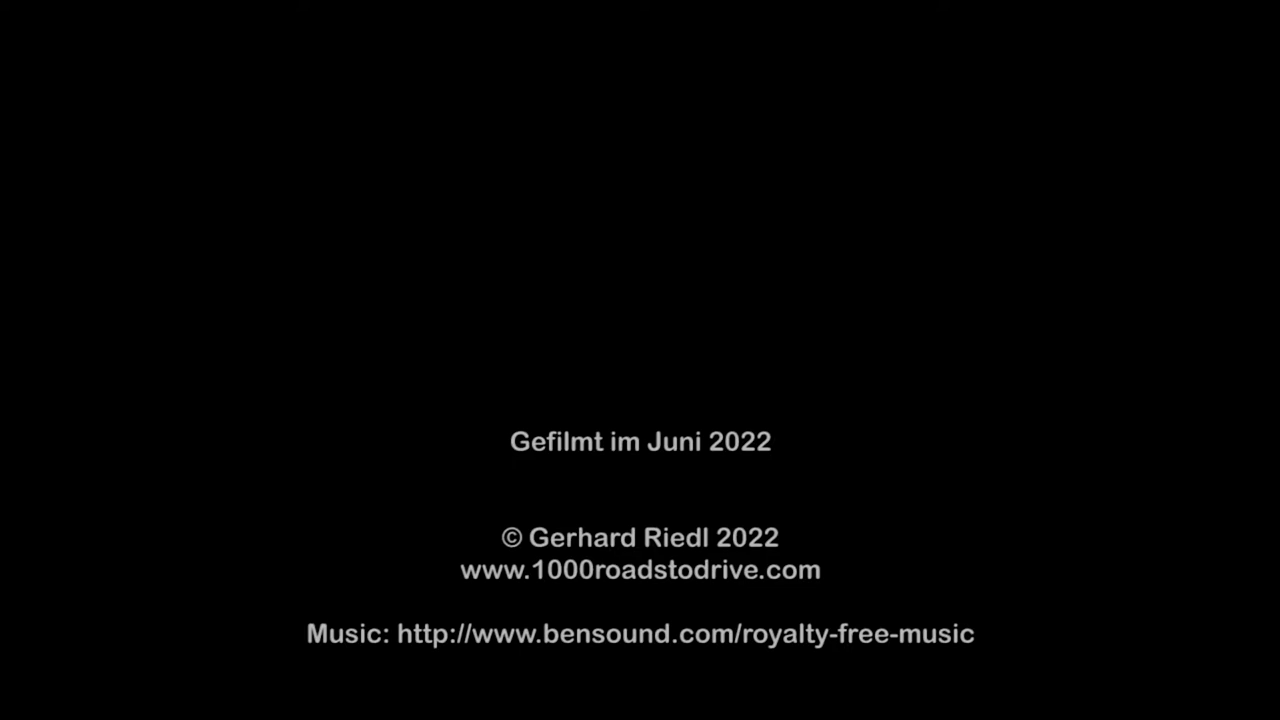 Gefilmt im Juni 2022
© Gerhard Riedl 2022
www.1000roadstodrive.com
Music: http://www.bensound.com/royalty-free-music